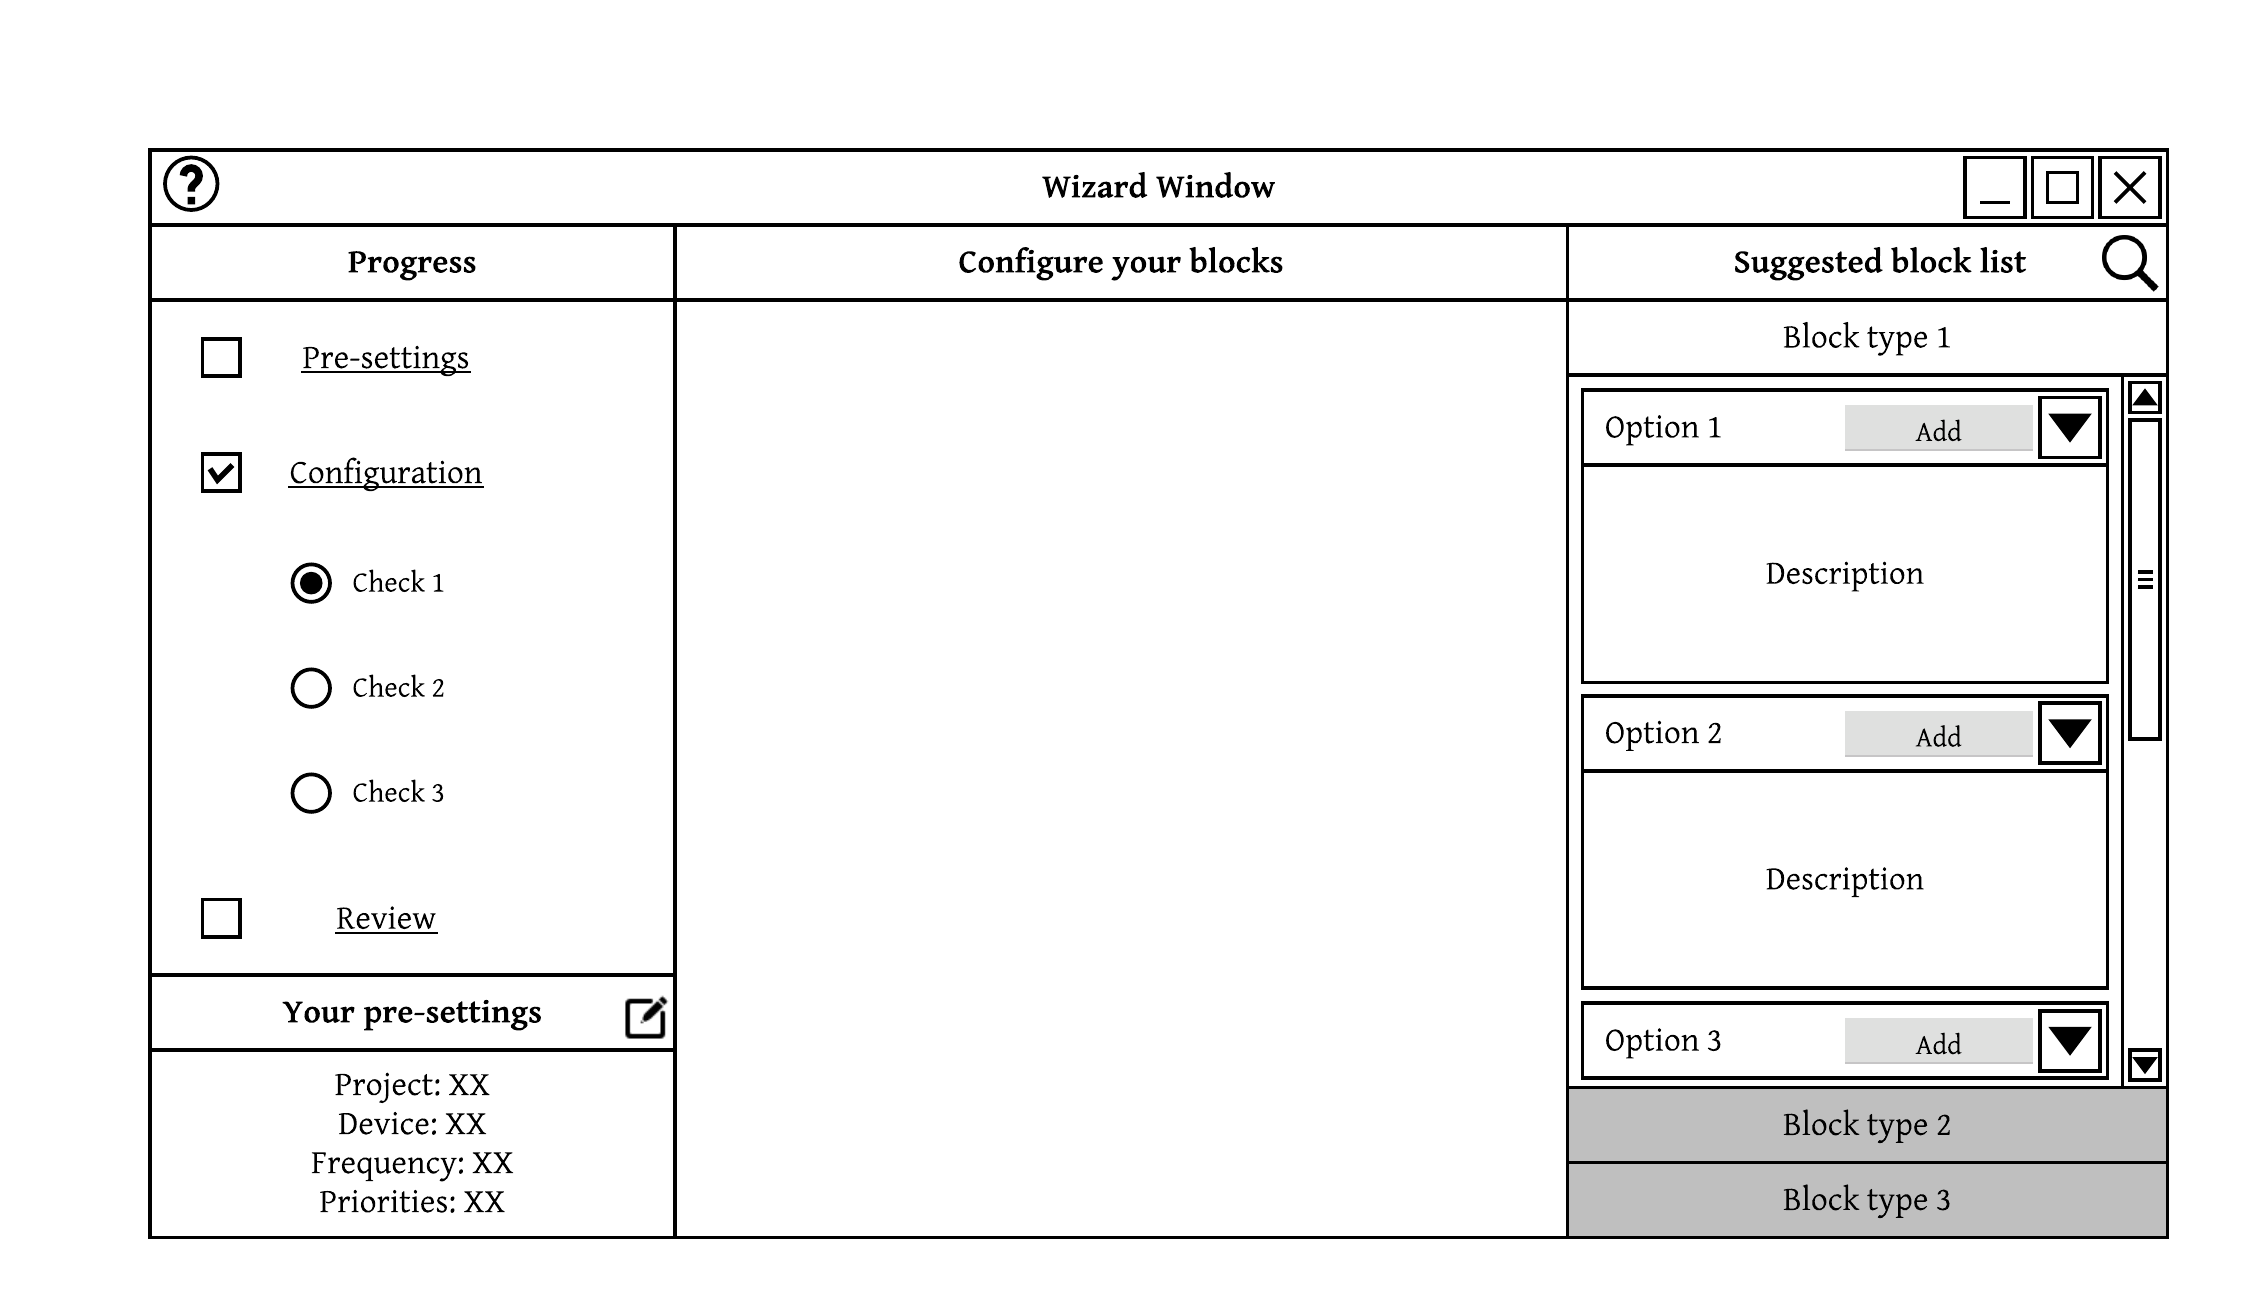 Wizard Window
Progress
Configure your blocks
Suggested block list
Pre-settings
Configuration
Check 1
Check 2
Check 3
Review
Your pre-settings
Project: XX
Device: XX
Frequency: XX
Priorities: XX
Block type 1
Option 1 Add
Description
Option 2 Add
Description
Option 3 Add
Block type 2
Block type 3